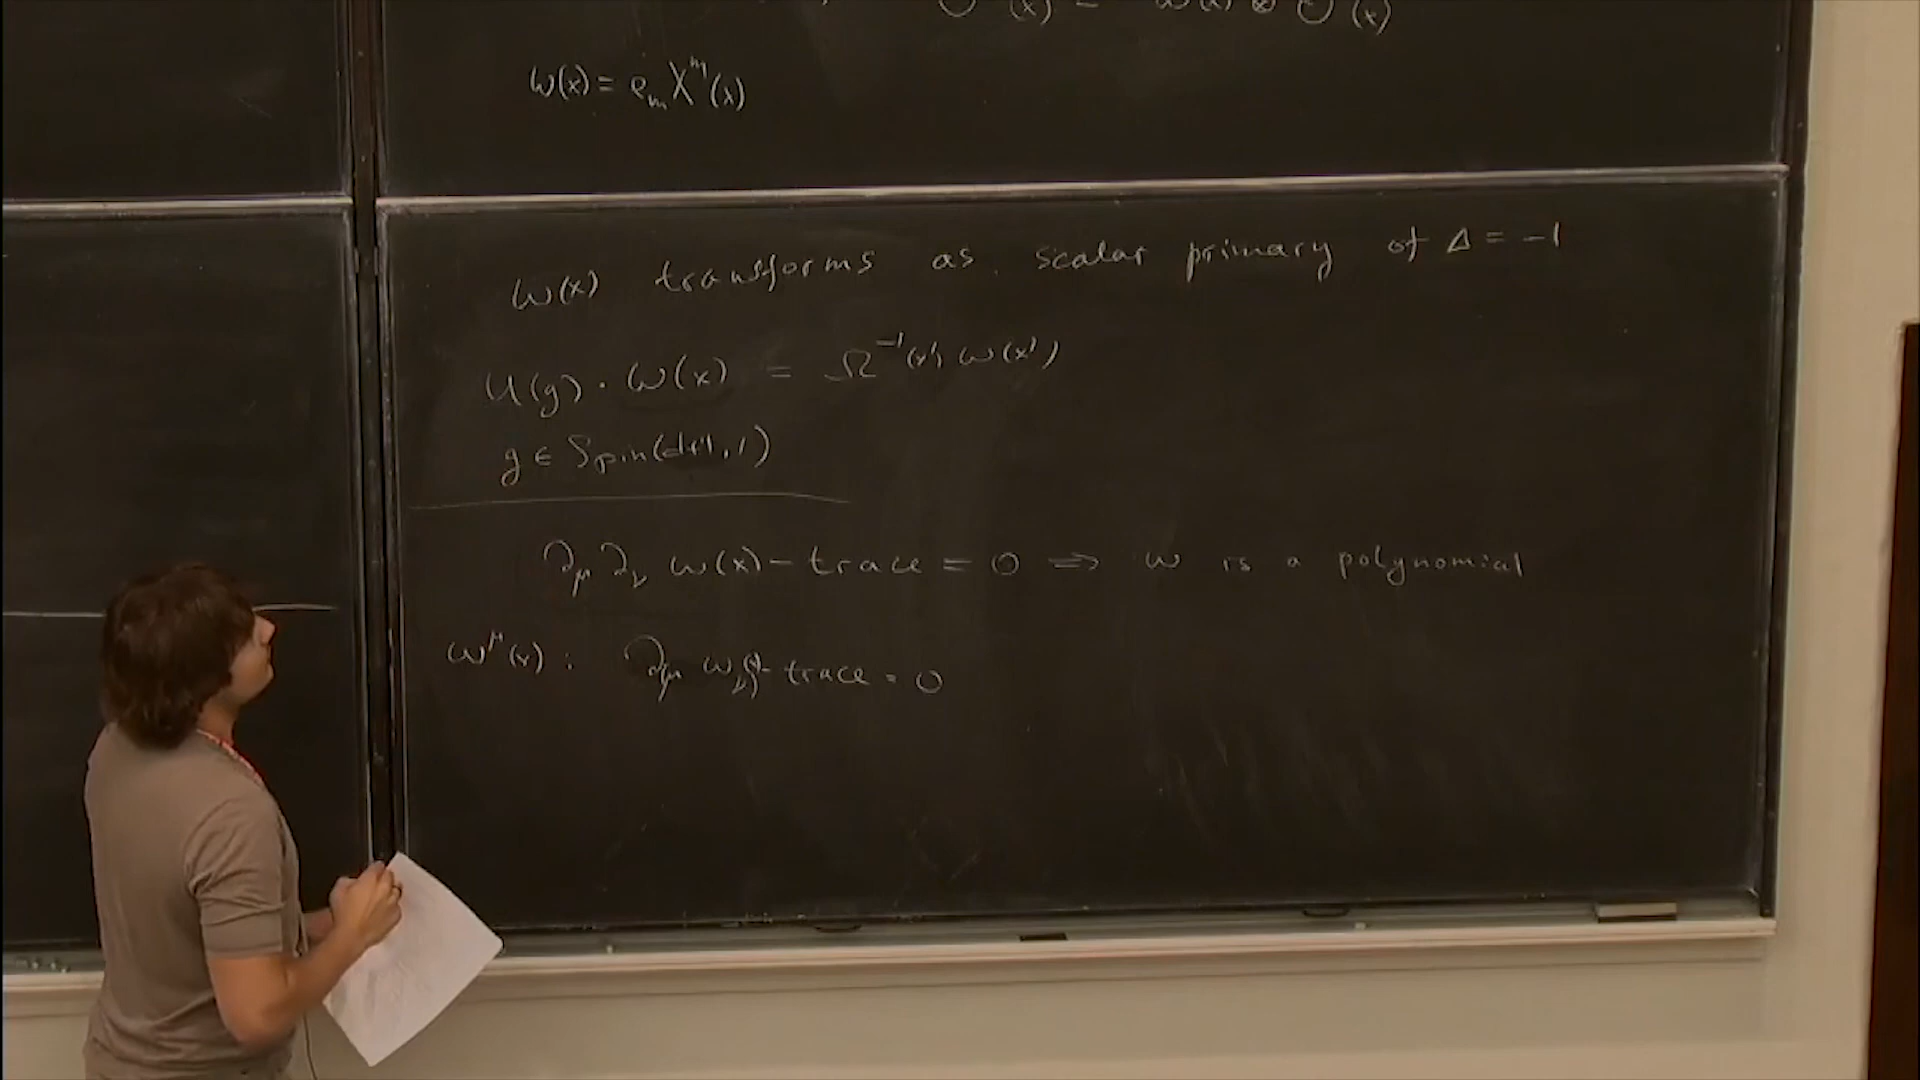 (x) = w(x) ⊗ O (x)
w(x) = e_m X^m(x)
w(x) transforms as scalar primary of Δ = -1
U(g) · w(x) = Ω^{-1}(x') w(x')
g ∈ Spin(d+1,1)
∂_μ ∂_ν w(x) - trace = 0 ⇒ w is a polynomial
w^μ(x) : ∂_μ w_ν(x) - trace = 0